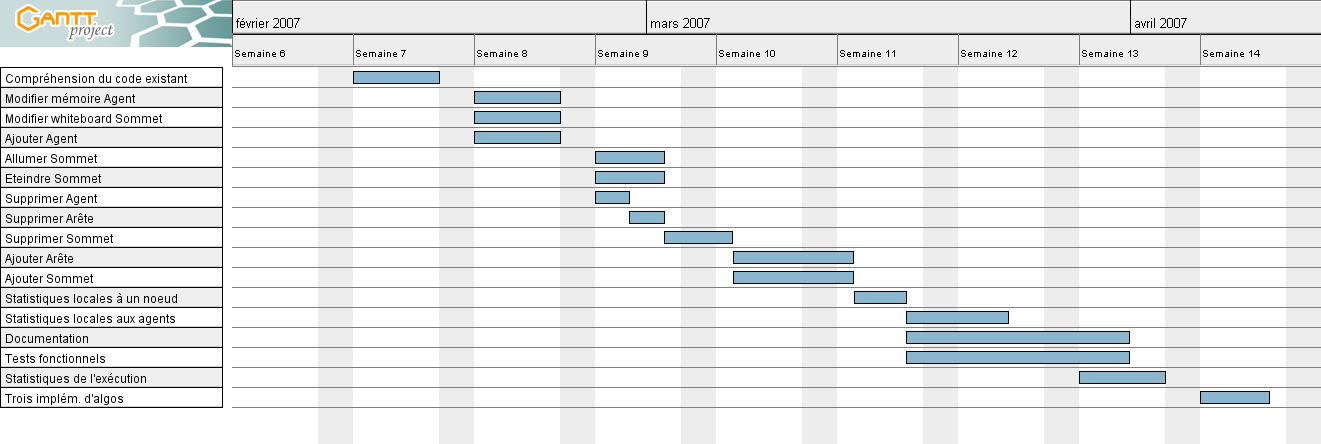 GANTT
project
février 2007
mars 2007
avril 2007
Semaine 6
Semaine 7
Semaine 8
Semaine 9
Semaine 10
Semaine 11
Semaine 12
Semaine 13
Semaine 14
Compréhension du code existant
Modifier mémoire Agent
Modifier whiteboard Sommet
Ajouter Agent
Allumer Sommet
Eteindre Sommet
Supprimer Agent
Supprimer Arête
Supprimer Sommet
Ajouter Arête
Ajouter Sommet
Statistiques locales à un noeud
Statistiques locales aux agents
Documentation
Tests fonctionnels
Statistiques de l'exécution
Trois implém. d'algos